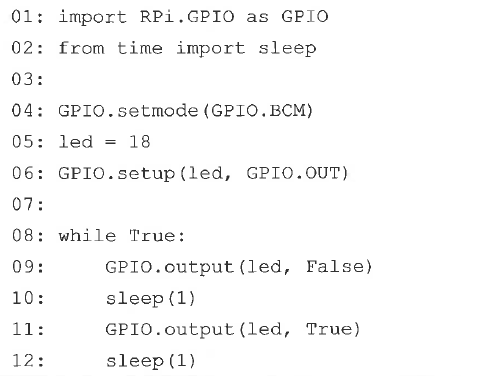 01: import RPi.GPIO as GPIO
02: from time import sleep
03:
04: GPIO.setmode(GPIO.BCM)
05: led = 18
06: GPIO.setup(led, GPIO.OUT)
07:
08: while True:
09:     GPIO.output(led, False)
10:     sleep(1)
11:     GPIO.output(led, True)
12:     sleep(1)